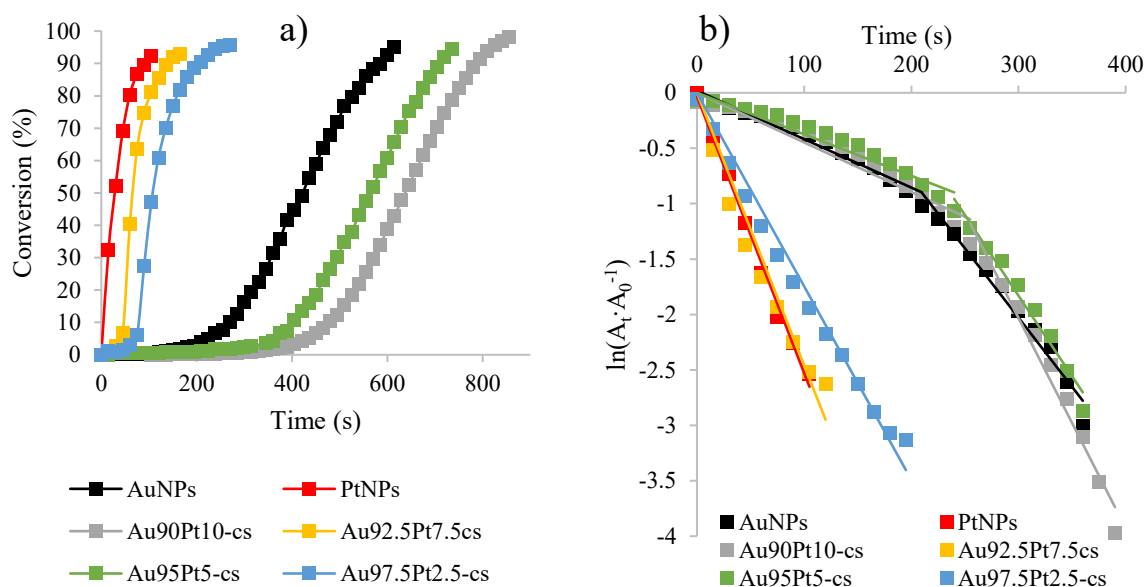 a)
100
90
80
70
60
50
40
30
20
10
0
Conversion (%)
0 200 400 600 800
Time (s)
AuNPs PtNPs
Au90Pt10-cs Au92.5Pt7.5cs
Au95Pt5-cs Au97.5Pt2.5-cs
b)
Time (s)
0 100 200 300 400
0
-0.5
-1
-1.5
-2
-2.5
-3
-3.5
-4
ln(At·A0-1)
AuNPs PtNPs
Au90Pt10-cs Au92.5Pt7.5cs
Au95Pt5-cs Au97.5Pt2.5-cs